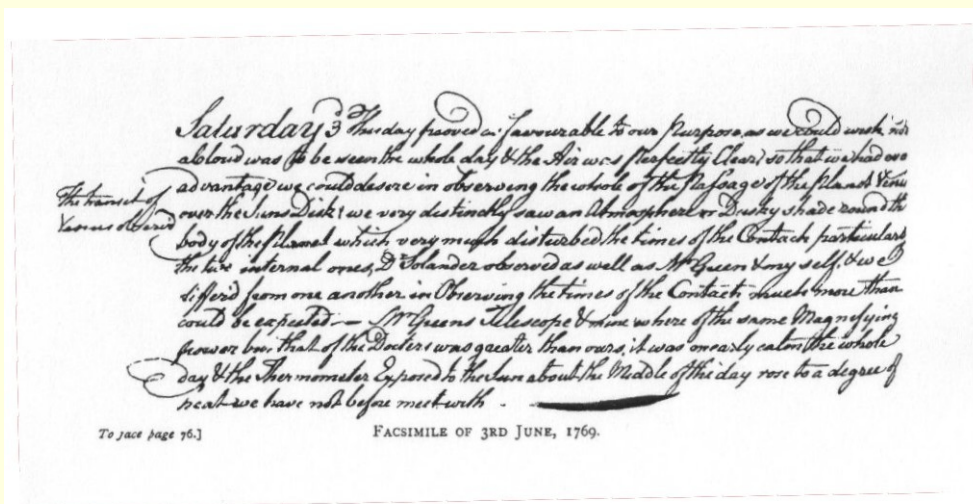 Saturday 3d This day proved as favourable to our Purpose as we could wish, not
a Cloud was to be seen the whole day & the Air was perfectly Clear, so that we had eve
The transit of
Venus observed
advantage we could desire in observing the whole of the Passage of the Planet Venus
over the Suns Disk: we very distinctly saw an Atmosphere or Dusky shade round the
body of the Planet which very much disturbed the times of the Contacts particularly
the two internal ones, Dr Solander observed as well as Mr Green & my self, & we
differ'd from one another in Observing the times of the Contacts much more than
could be expected — Mr Greens Telescope & mine where of the same Magnifying
power but that of the Doctors was greater than ours, it was nearly calm the whole
day & the Thermometer Exposed to the Sun about the Middle of the day rose to a degree of
heat we have not before meet with.
To face page 76.]
FACSIMILE OF 3RD JUNE, 1769.